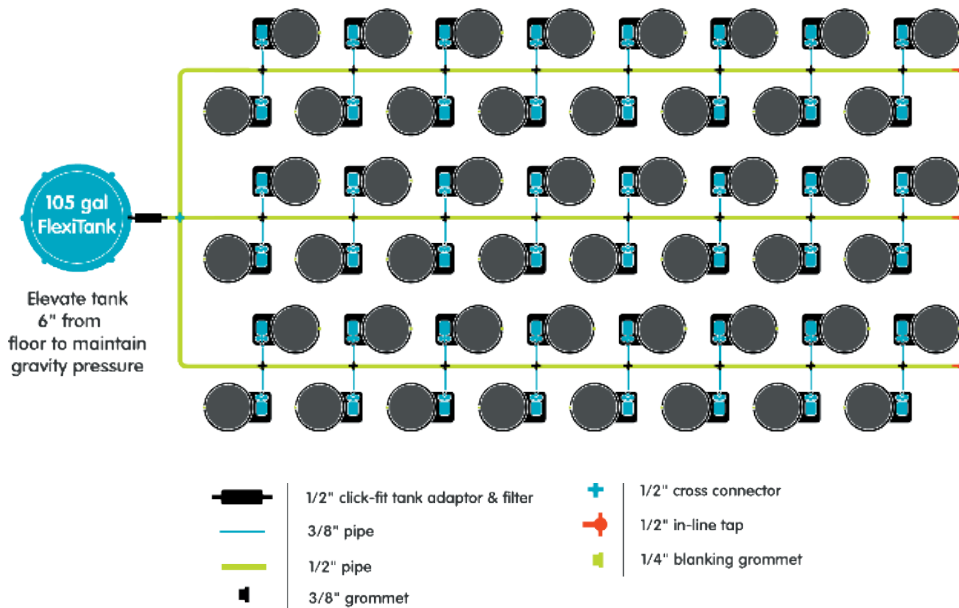 105 gal
FlexiTank
Elevate tank
6" from
floor to maintain
gravity pressure
1/2" click-fit tank adaptor & filter
3/8" pipe
1/2" pipe
3/8" grommet
1/2" cross connector
1/2" in-line tap
1/4" blanking grommet